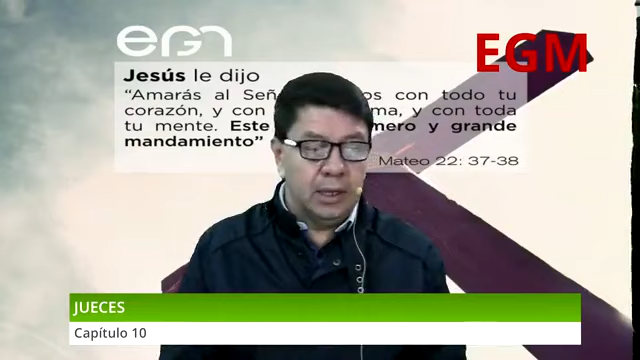 egn
EGM
Jesús le dijo
"Amarás al Señ os con todo tu
corazón, y con ma, y con toda
tu mente. Este mero y grande
mandamiento"
Mateo 22: 37-38
JUECES
Capítulo 10